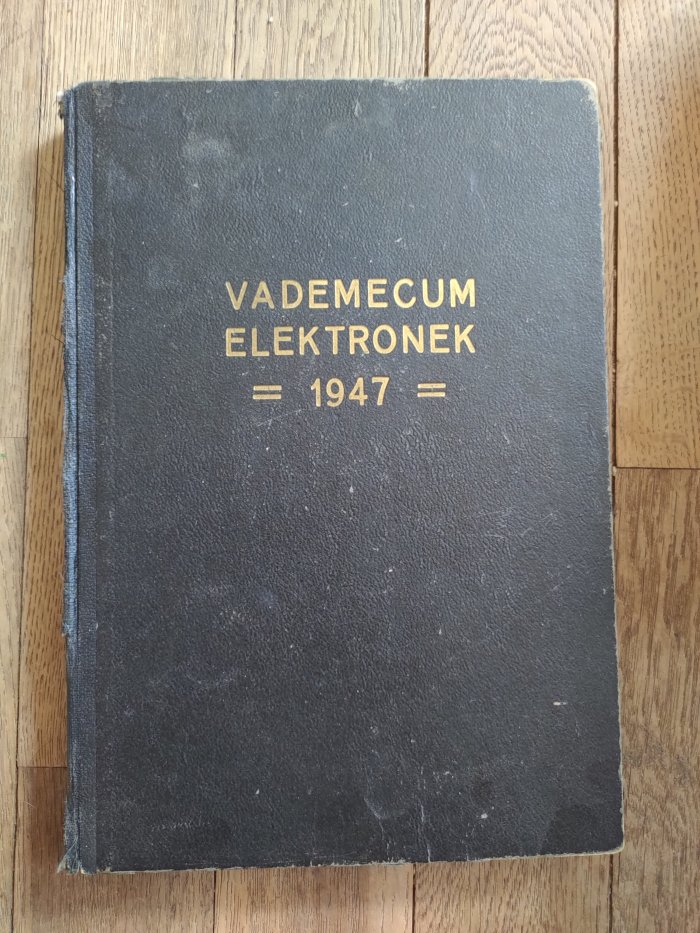 VADEMECUM
ELEKTRONEK
= 1947 =